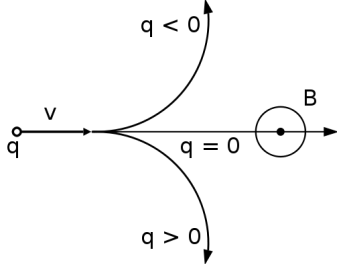 q < 0
B
v
q
q = 0
q > 0